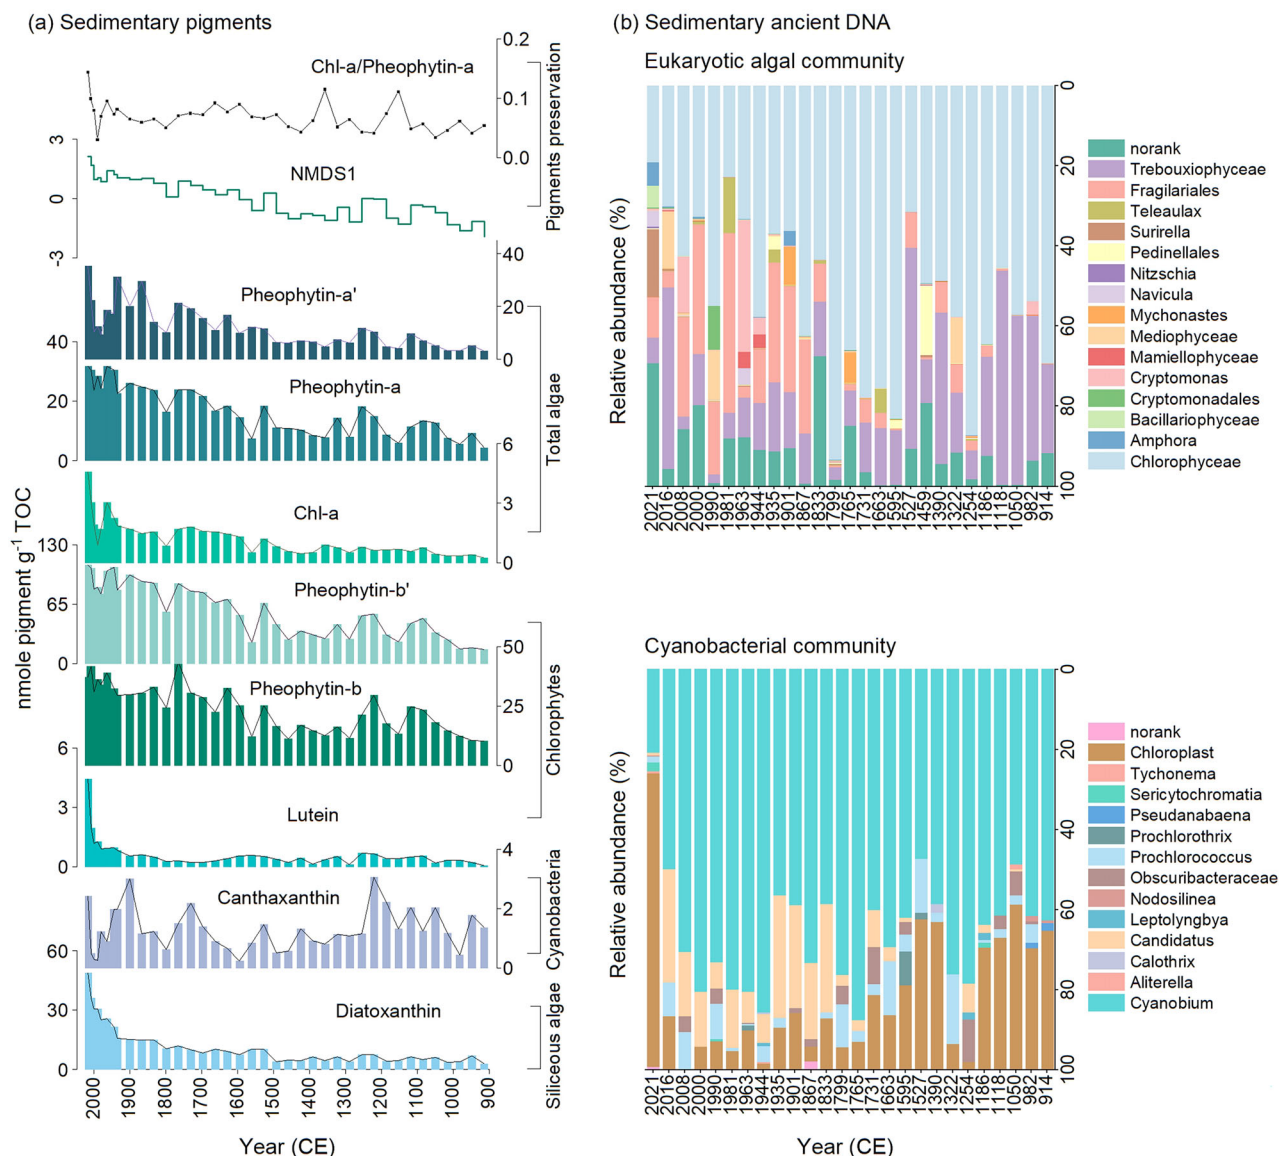 (a) Sedimentary pigments
Chl-a/Pheophytin-a
0.2
0.1
0.0
Pigments preservation
NMDS1
3
0
-3
Pheophytin-a'
40
20
0
Pheophytin-a
40
20
0
Total algae
Chl-a
6
3
0
Pheophytin-b'
130
65
0
Pheophytin-b
50
25
0
Chlorophytes
Lutein
6
3
0
Canthaxanthin
4
2
0
Cyanobacteria
Diatoxanthin
60
30
0
Siliceous algae
nmole pigment g-1 TOC
2000 1900 1800 1700 1600 1500 1400 1300 1200 1100 1000 900
Year (CE)
(b) Sedimentary ancient DNA
Eukaryotic algal community
Relative abundance (%)
0
20
40
60
80
100
2021 2016 2008 2000 1990 1981 1963 1944 1935 1901 1867 1833 1799 1765 1731 1663 1595 1527 1459 1390 1322 1254 1186 1118 1050 982 914
norank
Trebouxiophyceae
Fragilariales
Teleaulax
Surirella
Pedinellales
Nitzschia
Navicula
Mychonastes
Mediophyceae
Mamiellophyceae
Cryptomonas
Cryptomonadales
Bacillariophyceae
Amphora
Chlorophyceae
Cyanobacterial community
Relative abundance (%)
0
20
40
60
80
100
2021 2016 2008 2000 1990 1981 1963 1944 1935 1901 1867 1833 1799 1765 1731 1663 1595 1527 1390 1322 1254 1186 1118 1050 982 914
Year (CE)
norank
Chloroplast
Tychonema
Sericytochromatia
Pseudanabaena
Prochlorothrix
Prochlorococcus
Obscuribacteraceae
Nodosilinea
Leptolyngbya
Candidatus
Calothrix
Aliterella
Cyanobium